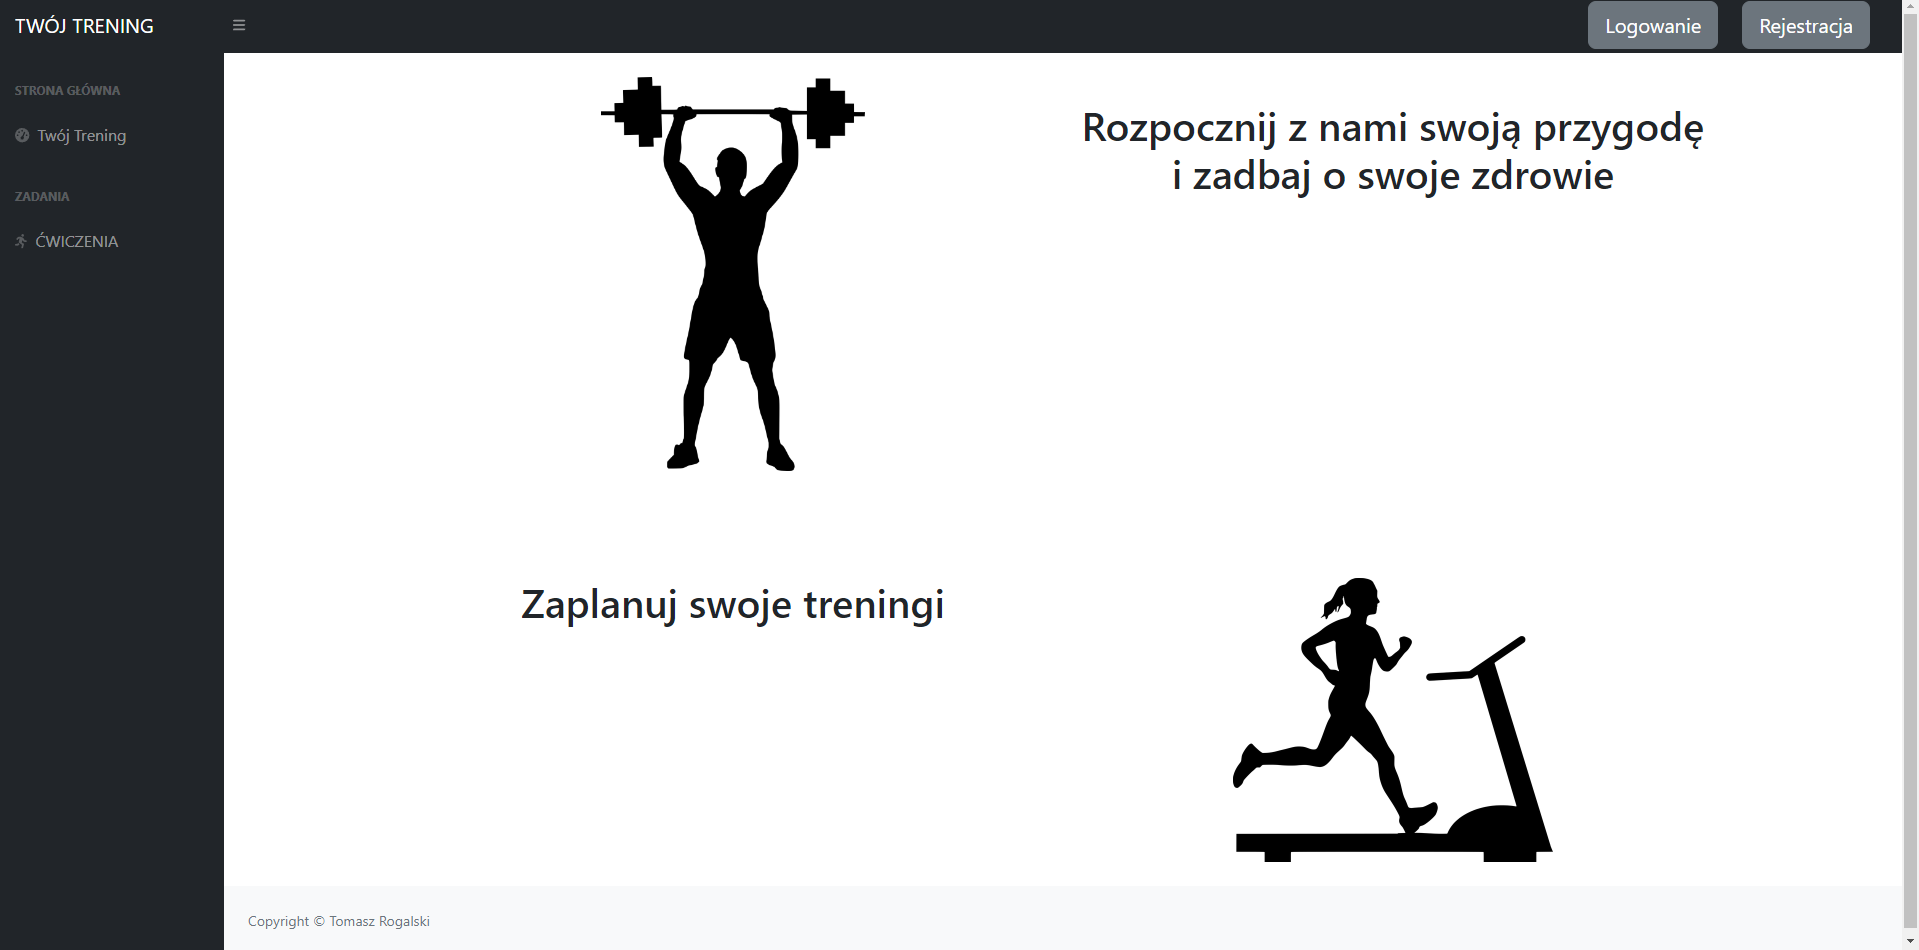 TWÓJ TRENING
Logowanie
Rejestracja
STRONA GŁÓWNA
Twój Trening
ZADANIA
ĆWICZENIA
Rozpocznij z nami swoją przygodę
i zadbaj o swoje zdrowie
Zaplanuj swoje treningi
Copyright © Tomasz Rogalski